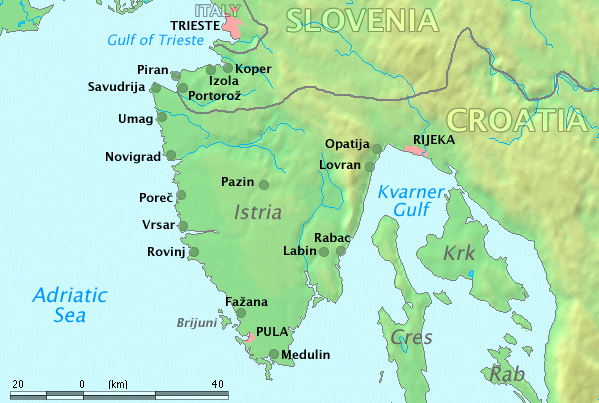 ITALY
SLOVENIA
TRIESTE
Gulf of Trieste
Piran
Koper
Izola
Savudrija
Portorož
Umag
CROATIA
Opatija
RIJEKA
Novigrad
Lovran
Pazin
Kvarner
Gulf
Poreč
Istria
Vrsar
Rabac
Rovinj
Labin
Krk
Adriatic
Sea
Fažana
Brijuni
PULA
Cres
Medulin
Rab
20 0 (km) 40